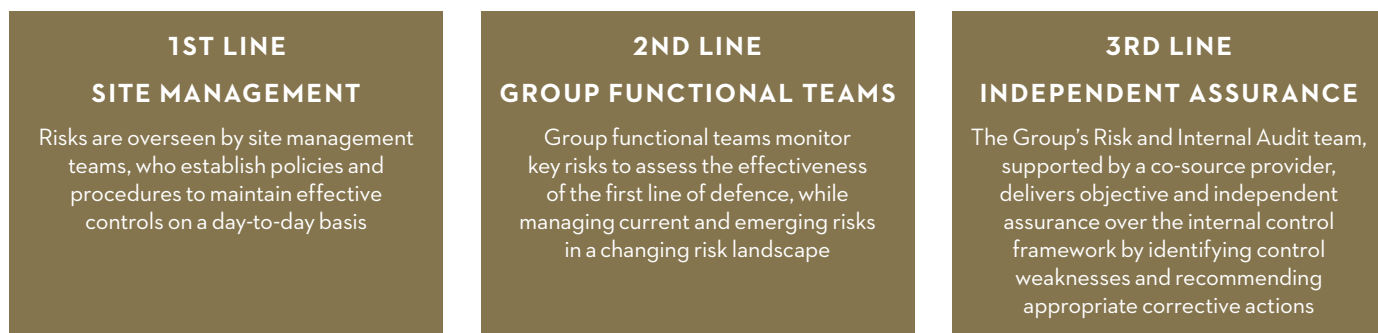 1ST LINE
SITE MANAGEMENT
Risks are overseen by site management
teams, who establish policies and
procedures to maintain effective
controls on a day-to-day basis
2ND LINE
GROUP FUNCTIONAL TEAMS
Group functional teams monitor
key risks to assess the effectiveness
of the first line of defence, while
managing current and emerging risks
in a changing risk landscape
3RD LINE
INDEPENDENT ASSURANCE
The Group’s Risk and Internal Audit team,
supported by a co-source provider,
delivers objective and independent
assurance over the internal control
framework by identifying control
weaknesses and recommending
appropriate corrective actions